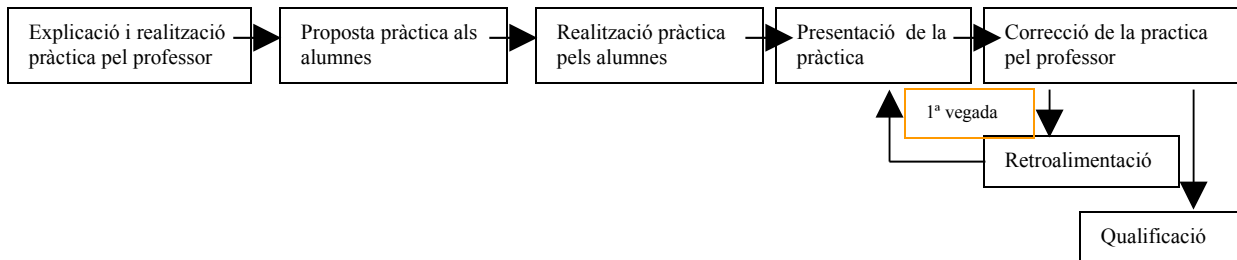 Explicació i realització
pràctica pel professor
Proposta pràctica als
alumnes
Realització pràctica
pels alumnes
Presentació de la
pràctica
Correcció de la practica
pel professor
1ª vegada
Retroalimentació
Qualificació